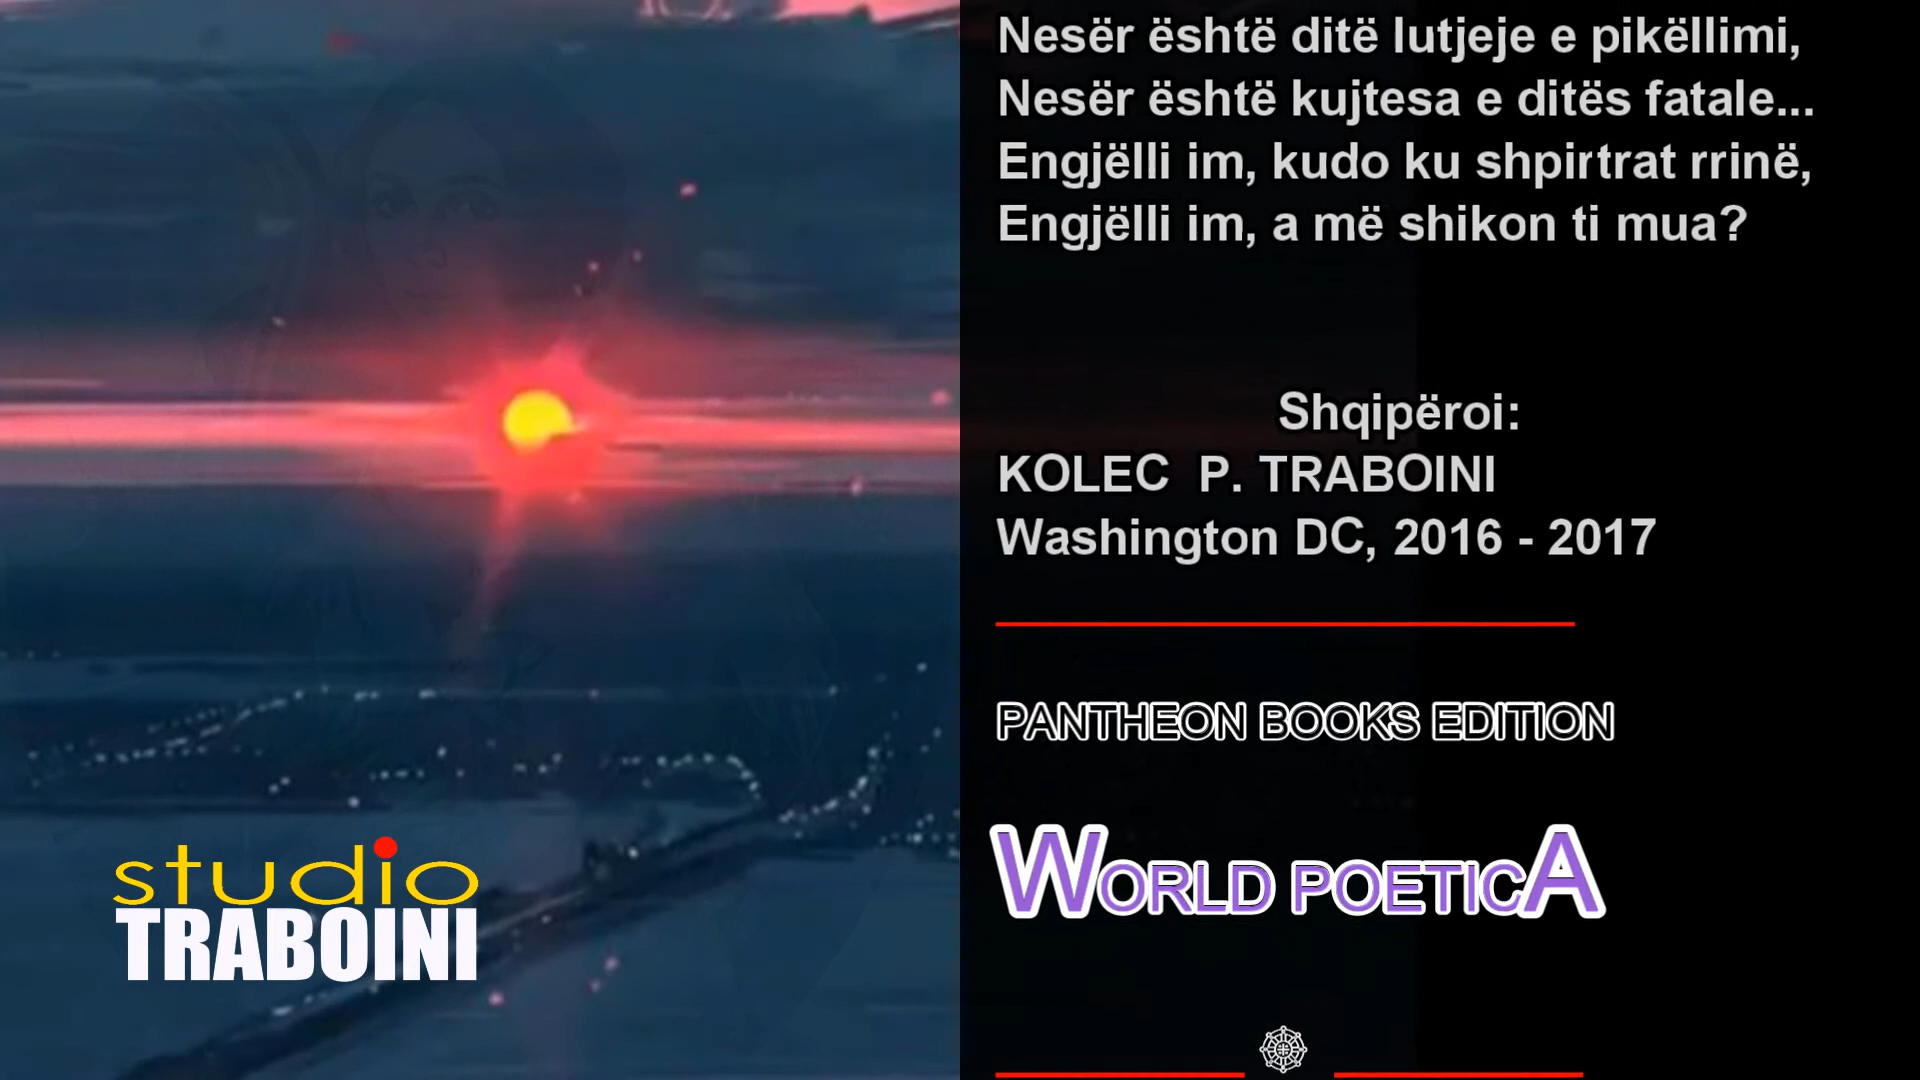 Nesër është ditë lutjeje e pikëllimi,
Nesër është kujtesa e ditës fatale...
Engjëlli im, kudo ku shpirtrat rrinë,
Engjëlli im, a më shikon ti mua?
Shqipëroi:
KOLEC P. TRABOINI
Washington DC, 2016 - 2017
PANTHEON BOOKS EDITION
WORLD POETICA
studio
TRABOINI